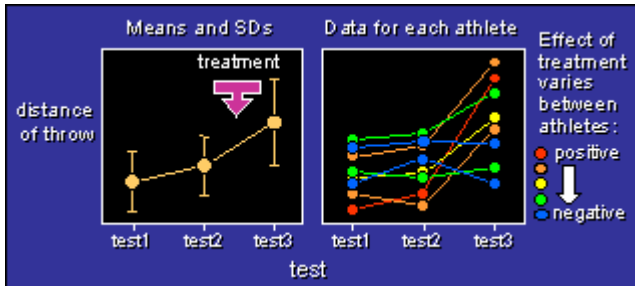 Means and SDs
treatment
distance
of throw
test1 test2 test3
Data for each athlete
test1 test2 test3
test
Effect of
treatment
varies
between
athletes:
positive
negative